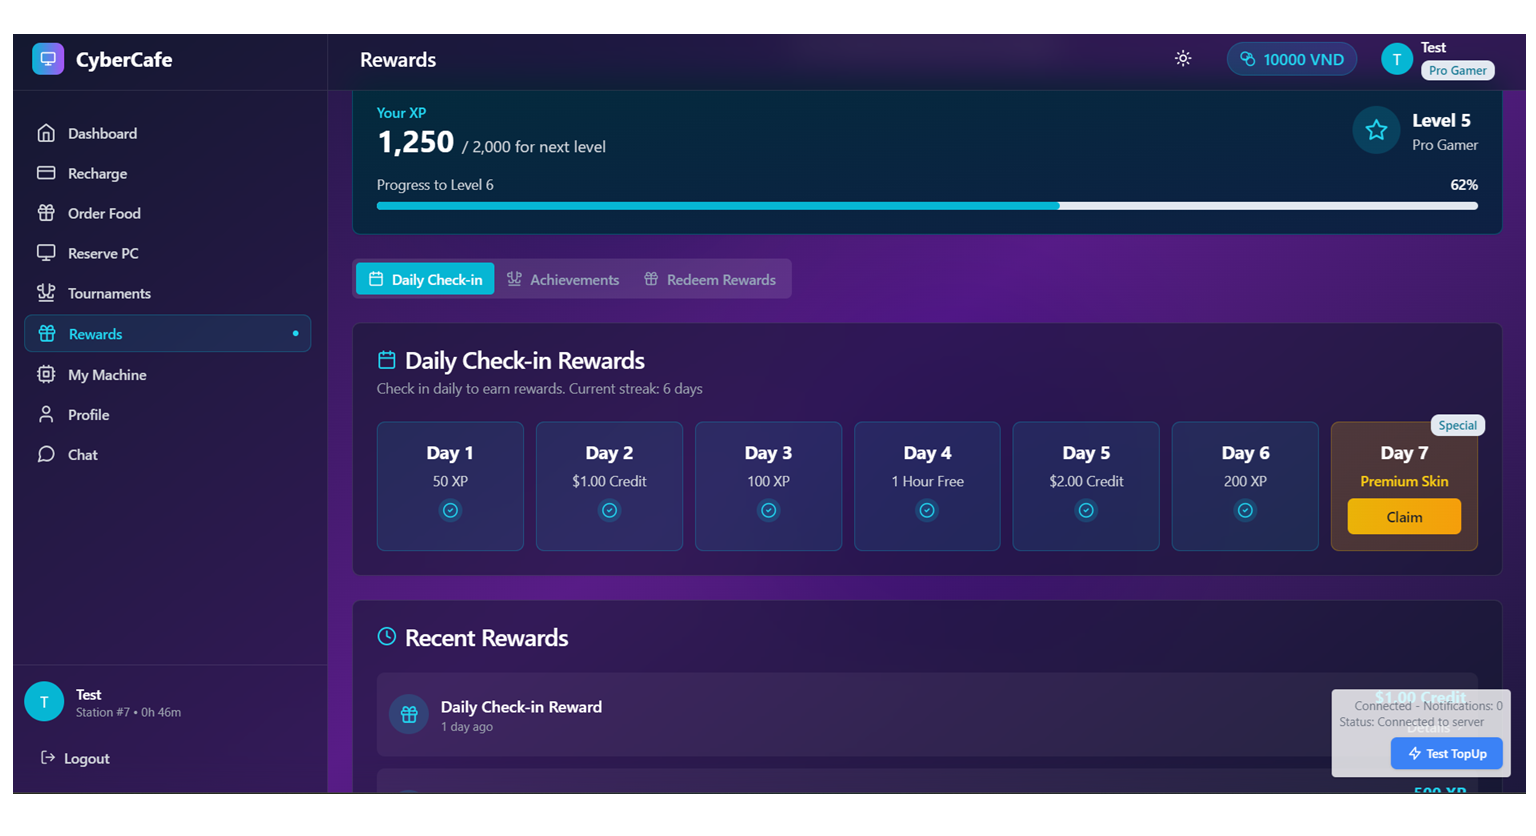 CyberCafe
Dashboard
Recharge
Order Food
Reserve PC
Tournaments
Rewards
My Machine
Profile
Chat
T
Test
Station #7 • 0h 46m
Logout
Rewards
10000 VND
T
Test
Pro Gamer
Your XP
1,250 / 2,000 for next level
Level 5
Pro Gamer
Progress to Level 6
62%
Daily Check-in
Achievements
Redeem Rewards
Daily Check-in Rewards
Check in daily to earn rewards. Current streak: 6 days
Day 1
50 XP
Day 2
$1.00 Credit
Day 3
100 XP
Day 4
1 Hour Free
Day 5
$2.00 Credit
Day 6
200 XP
Special
Day 7
Premium Skin
Claim
Recent Rewards
Daily Check-in Reward
1 day ago
$1.00 Credit
Details
Connected - Notifications: 0
Status: Connected to server
Test TopUp
500 XP